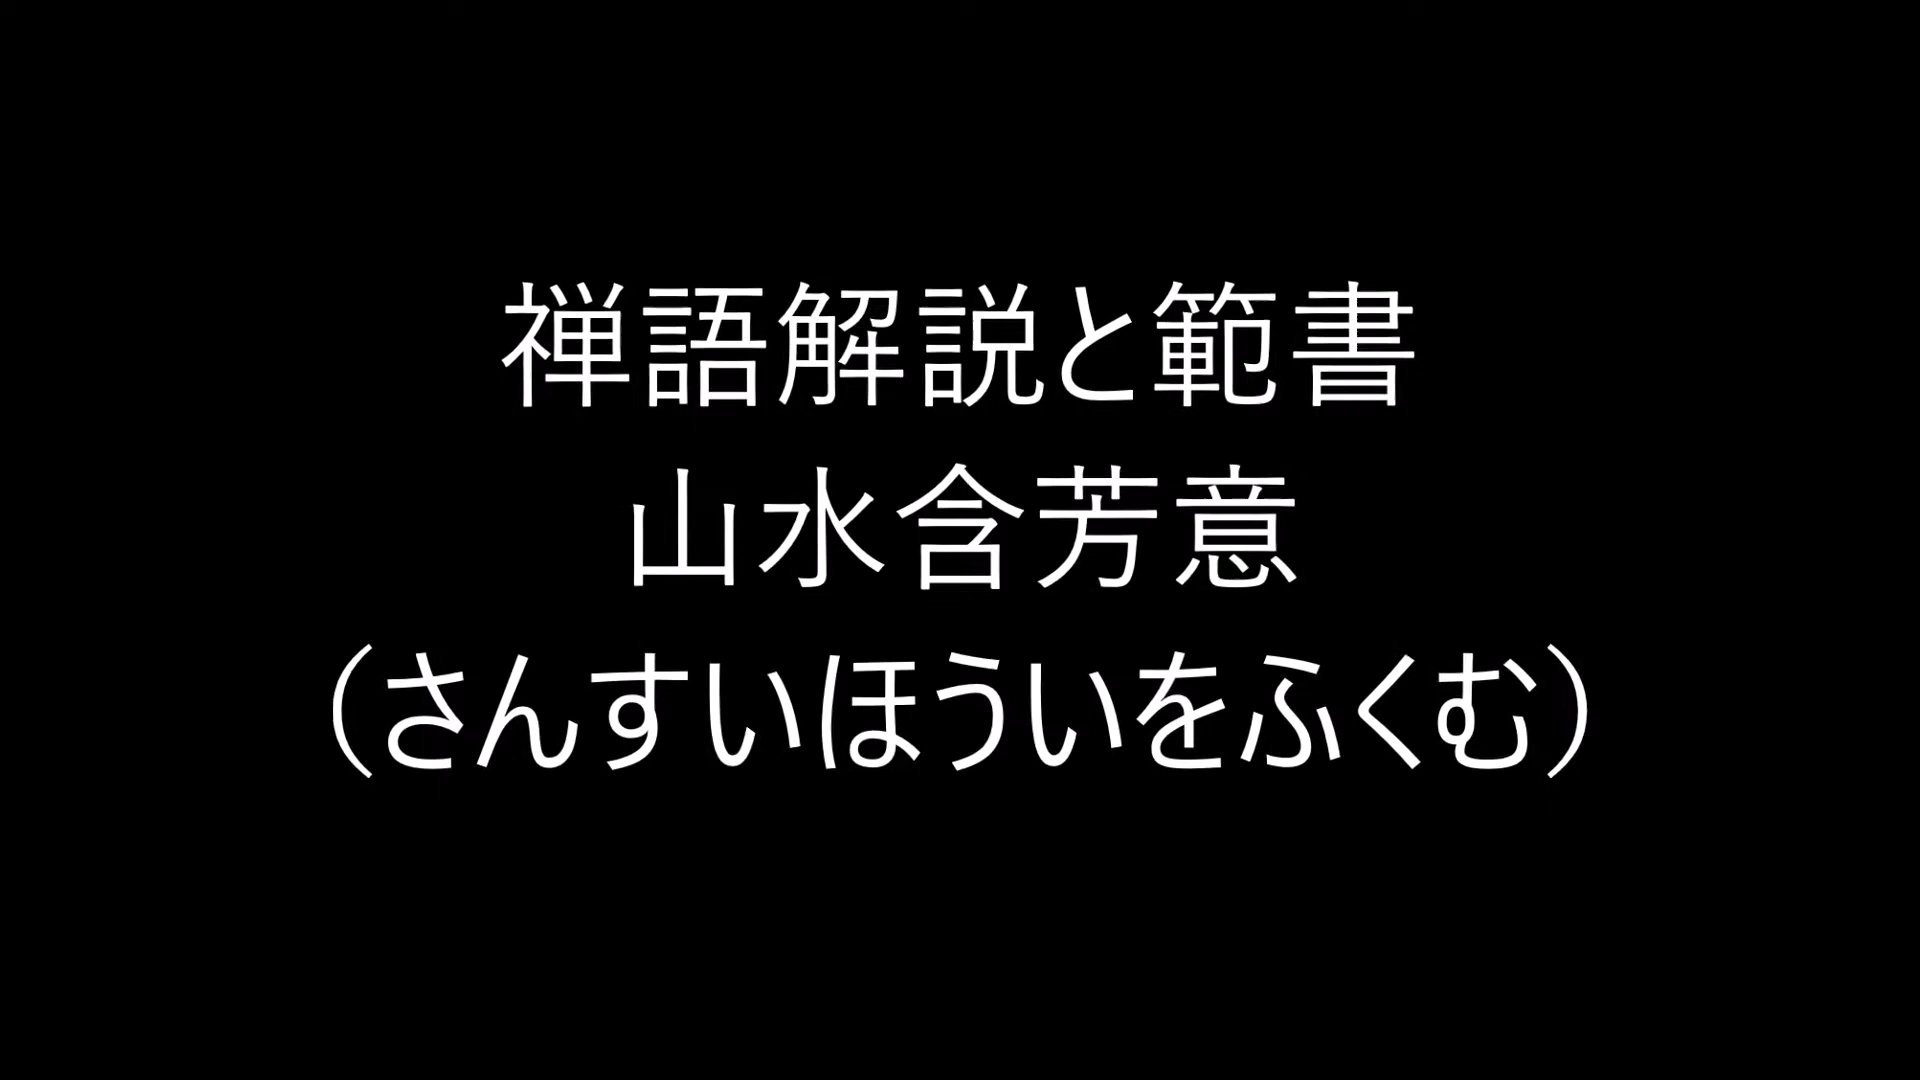 禅語解説と範書
山水含芳意
（さんすいほういをふくむ）